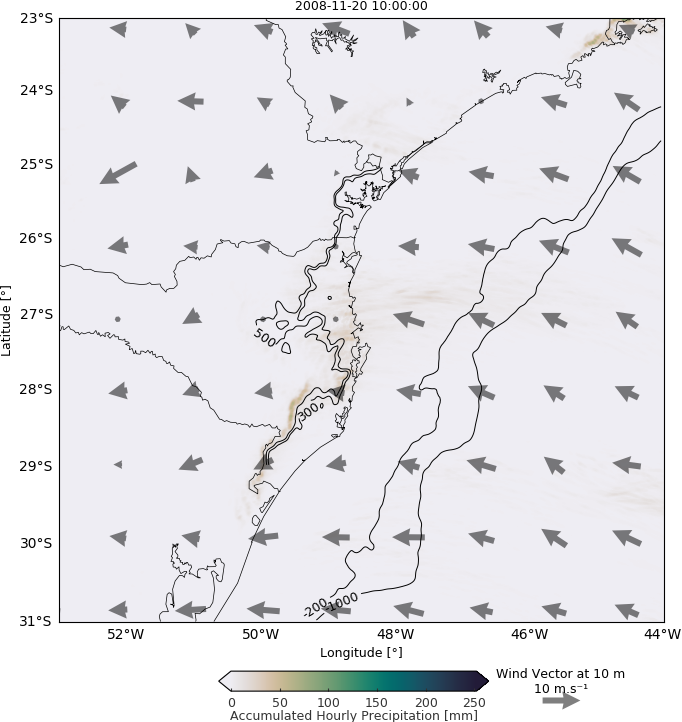 2008-11-20 10:00:00
23°S
24°S
25°S
26°S
27°S
28°S
29°S
30°S
31°S
Latitude [°]
500
300
-200
-1000
52°W 50°W 48°W 46°W 44°W
Longitude [°]
0 50 100 150 200 250
Accumulated Hourly Precipitation [mm]
Wind Vector at 10 m
10 m.s⁻¹